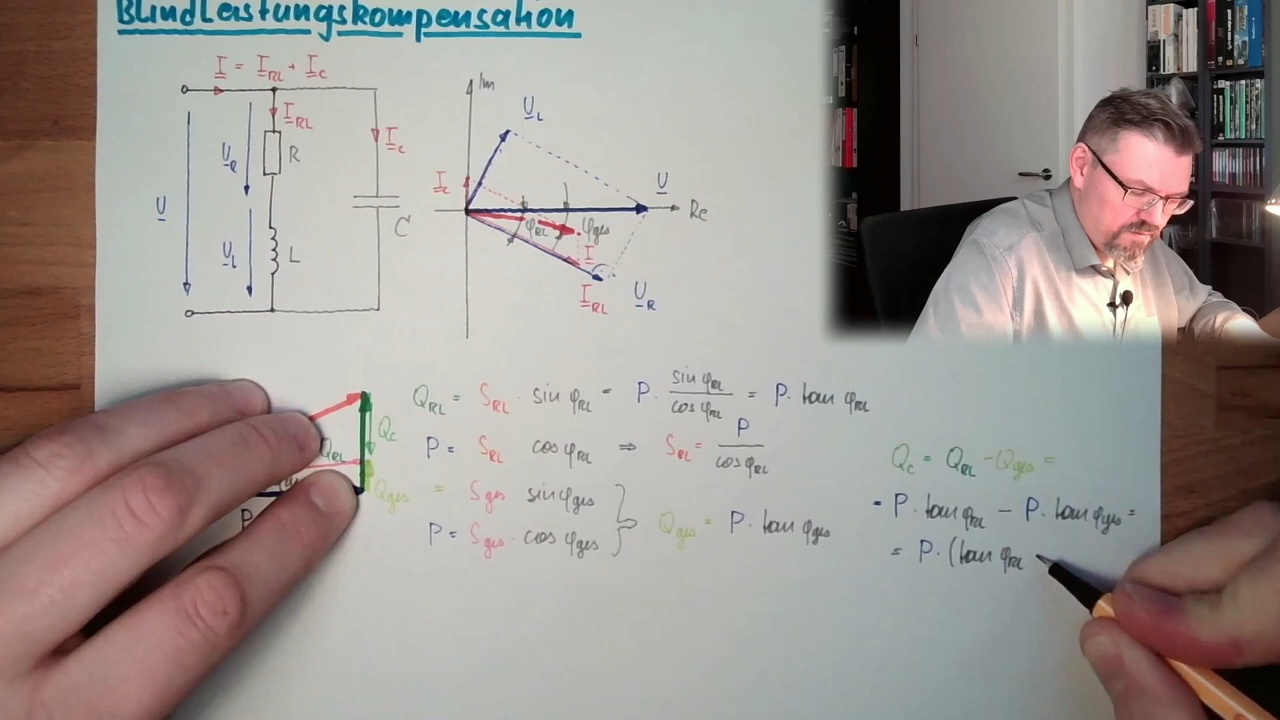 Blindleistungskompensation
I = I_RL + I_C
I_RL
I_C
U
U_R
R
U_L
L
C
Im
U_L
I_C
U
Re
φ_RL
φ_ges
I
I_RL
U_R
Q_C
Q_RL
P
Q_RL = S_RL · sin φ_RL = P · sin φ_RL / cos φ_RL = P · tan φ_RL
P = S_RL cos φ_RL ⇒ S_RL = P / cos φ_RL
Q_ges = S_ges sin φ_ges
P = S_ges · cos φ_ges
Q_ges = P · tan φ_ges
Q_C = Q_RL - Q_ges =
= P · tan φ_RL - P · tan φ_ges =
= P · (tan φ_RL